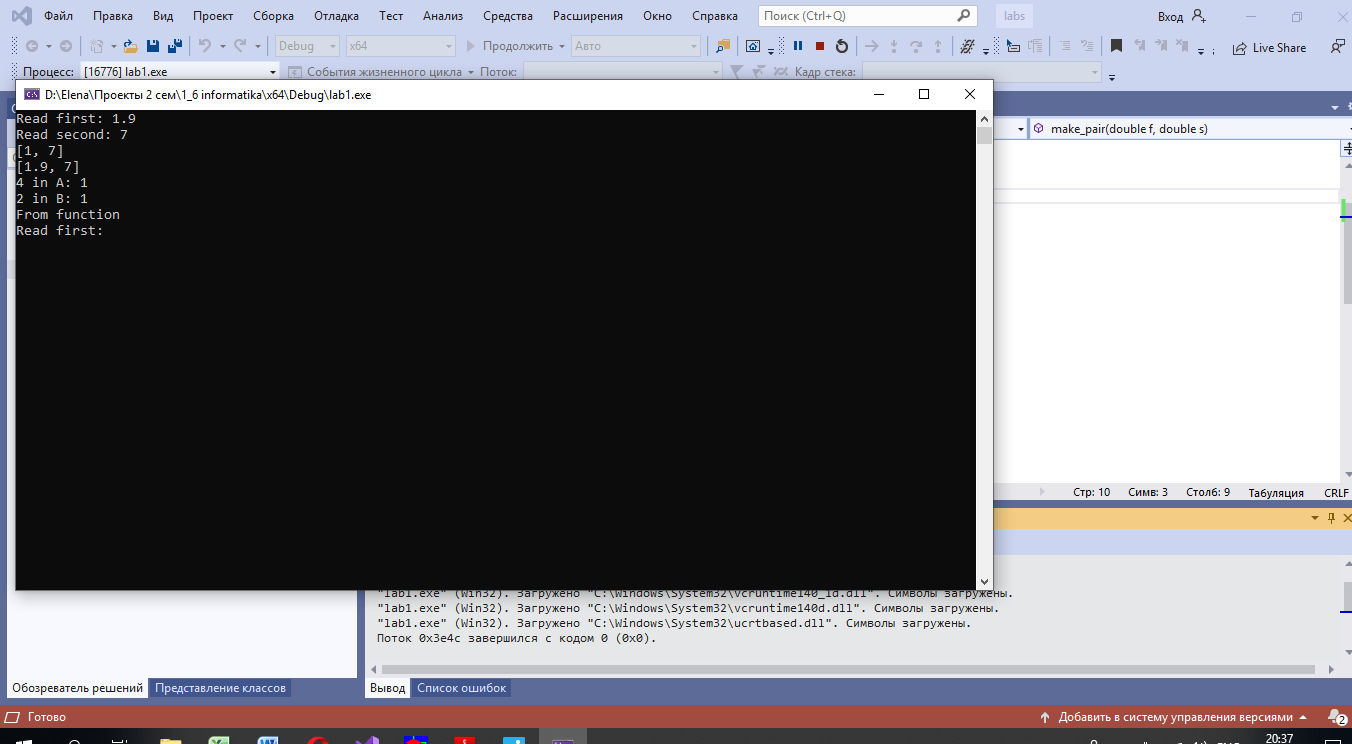 Файл Правка Вид Проект Сборка Отладка Тест Анализ Средства Расширения Окно Справка Поиск (Ctrl+Q) labs Вход
Debug x64 Продолжить Авто Live Share
Процесс: [16776] lab1.exe События жизненного цикла Поток: Кадр стека:
D:\Elena\Проекты 2 сем\1_6 informatika\x64\Debug\lab1.exe
make_pair(double f, double s)
Read first: 1.9
Read second: 7
[1, 7]
[1.9, 7]
4 in A: 1
2 in B: 1
From function
Read first:
Стр: 10 Симв: 3 Столб: 9 Табуляция CRLF
"lab1.exe" (Win32). Загружено "C:\Windows\System32\vcruntime140_1d.dll". Символы загружены.
"lab1.exe" (Win32). Загружено "C:\Windows\System32\vcruntime140d.dll". Символы загружены.
"lab1.exe" (Win32). Загружено "C:\Windows\System32\ucrtbased.dll". Символы загружены.
Поток 0x3e4c завершился с кодом 0 (0x0).
Обозреватель решений Представление классов Вывод Список ошибок
Готово Добавить в систему управления версиями 2
20:37